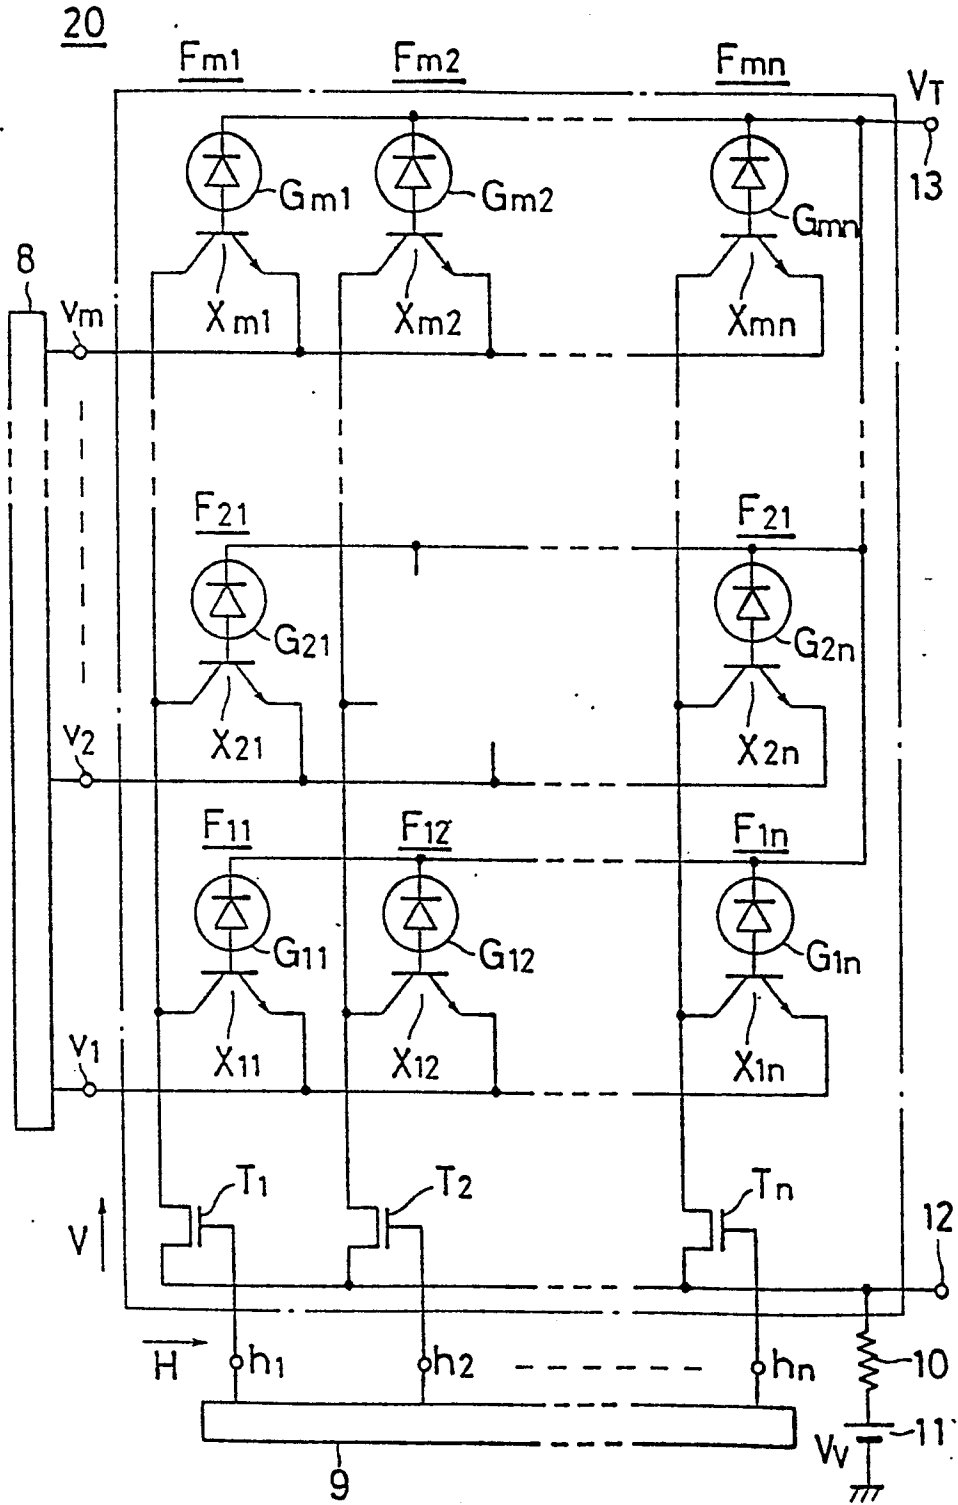 20
Fm1 Fm2 Fmn
VT
13
Gm1 Gm2 Gmn
8
vm
Xm1 Xm2 Xmn
F21 F21
G21 G2n
v2
X21 X2n
F11 F12 F1n
G11 G12 G1n
v1
X11 X12 X1n
T1 T2 Tn
V
12
H
h1 h2 hn
10
11
VV
9